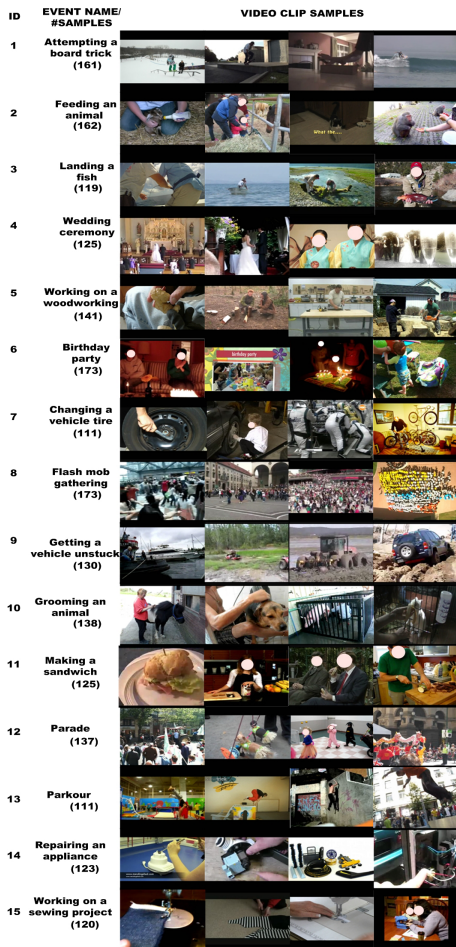 ID
EVENT NAME/
#SAMPLES
VIDEO CLIP SAMPLES
1
Attempting a
board trick
(161)
2
Feeding an
animal
(162)
What the...
3
Landing a
fish
(119)
4
Wedding
ceremony
(125)
5
Working on a
woodworking
(141)
6
Birthday
party
(173)
birthday party
7
Changing a
vehicle tire
(111)
8
Flash mob
gathering
(173)
9
Getting a
vehicle unstuck
(130)
10
Grooming an
animal
(138)
11
Making a
sandwich
(125)
12
Parade
(137)
13
Parkour
(111)
14
Repairing an
appliance
(123)
15
Working on a
sewing project
(120)